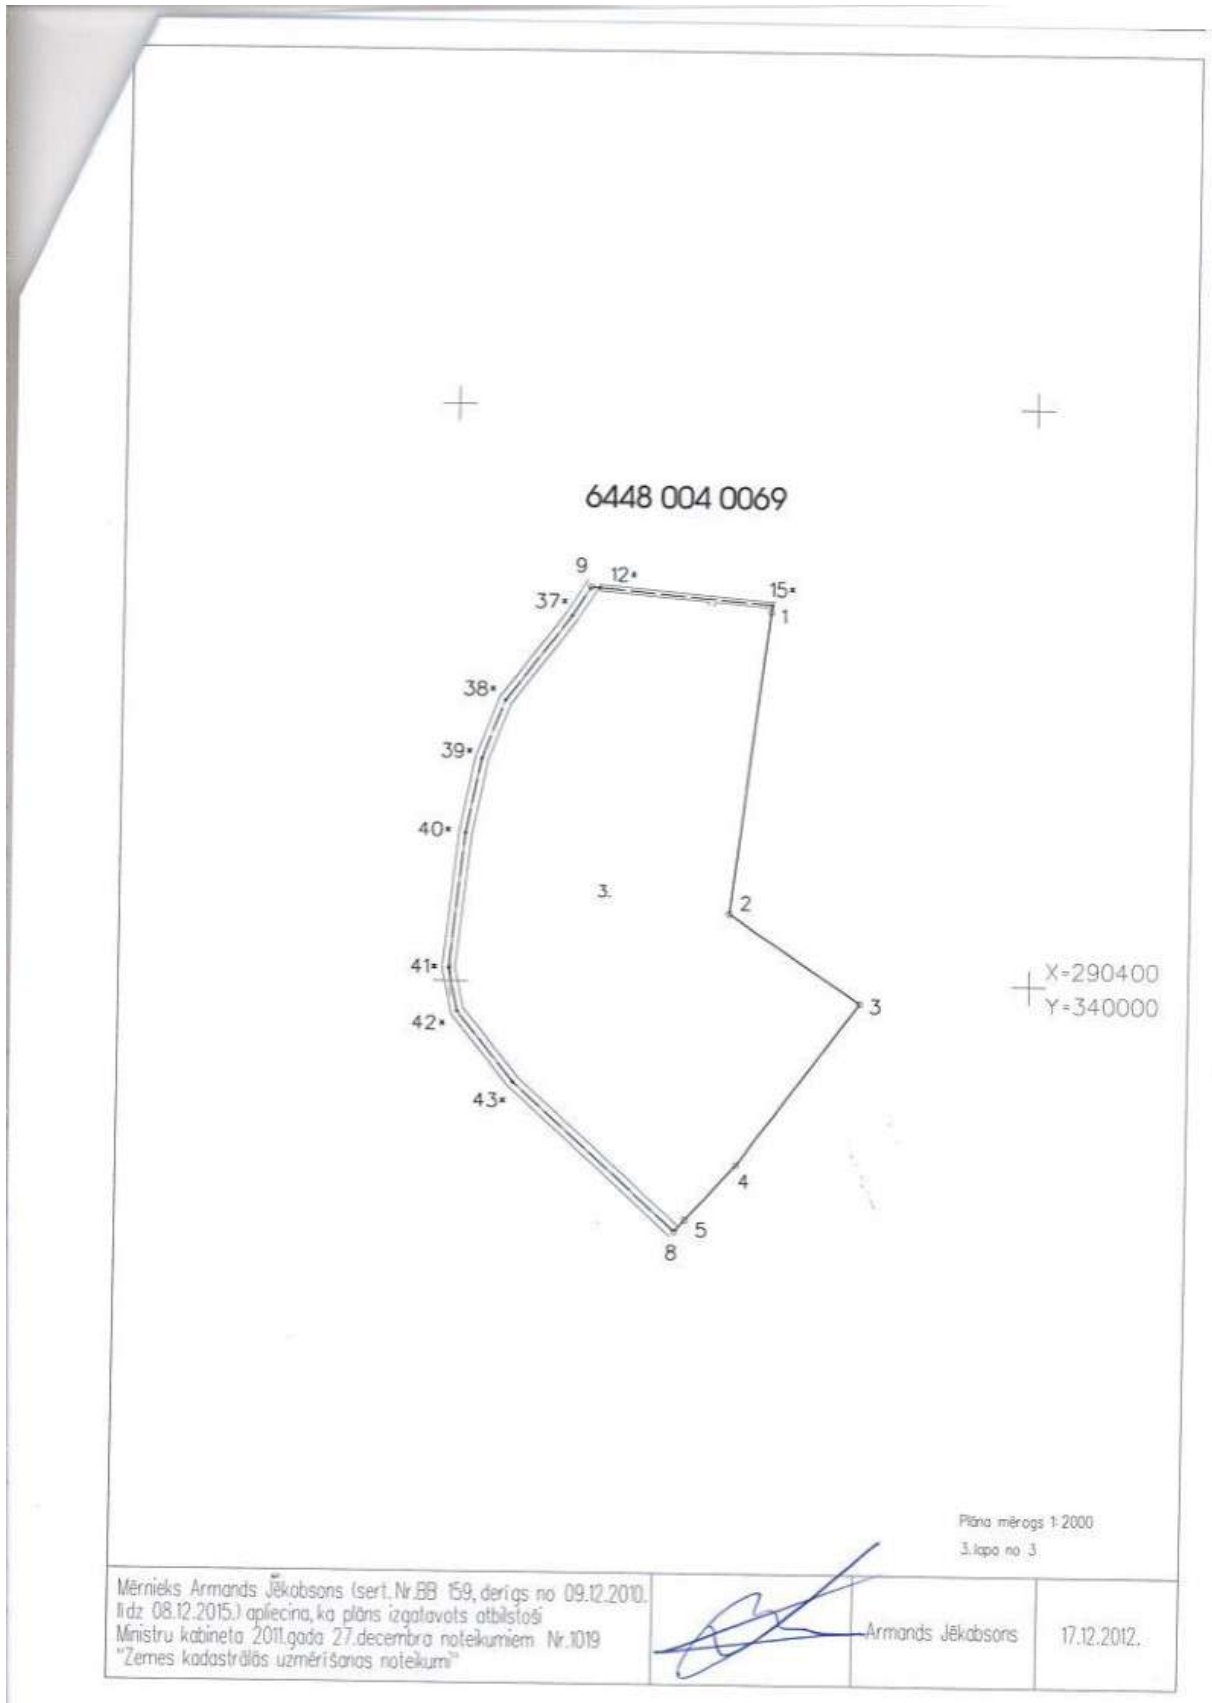 6448 004 0069
9
12*
15*
37*
1
38*
39*
40*
3.
2
41*
X=290400
3
Y=340000
42*
43*
4
5
8
Plāna mērogs 1:2000
3.lapa no 3
Mērnieks Armands Jēkabsons (sert. Nr.BB 159, derīgs no 09.12.2010.
līdz 08.12.2015.) apliecina, ka plāns izgatavots atbilstoši
Ministru kabineta 2011.gada 27.decembra noteikumiem Nr.1019
"Zemes kadastrālās uzmērīšanas noteikumi"
Armands Jēkabsons
17.12.2012.